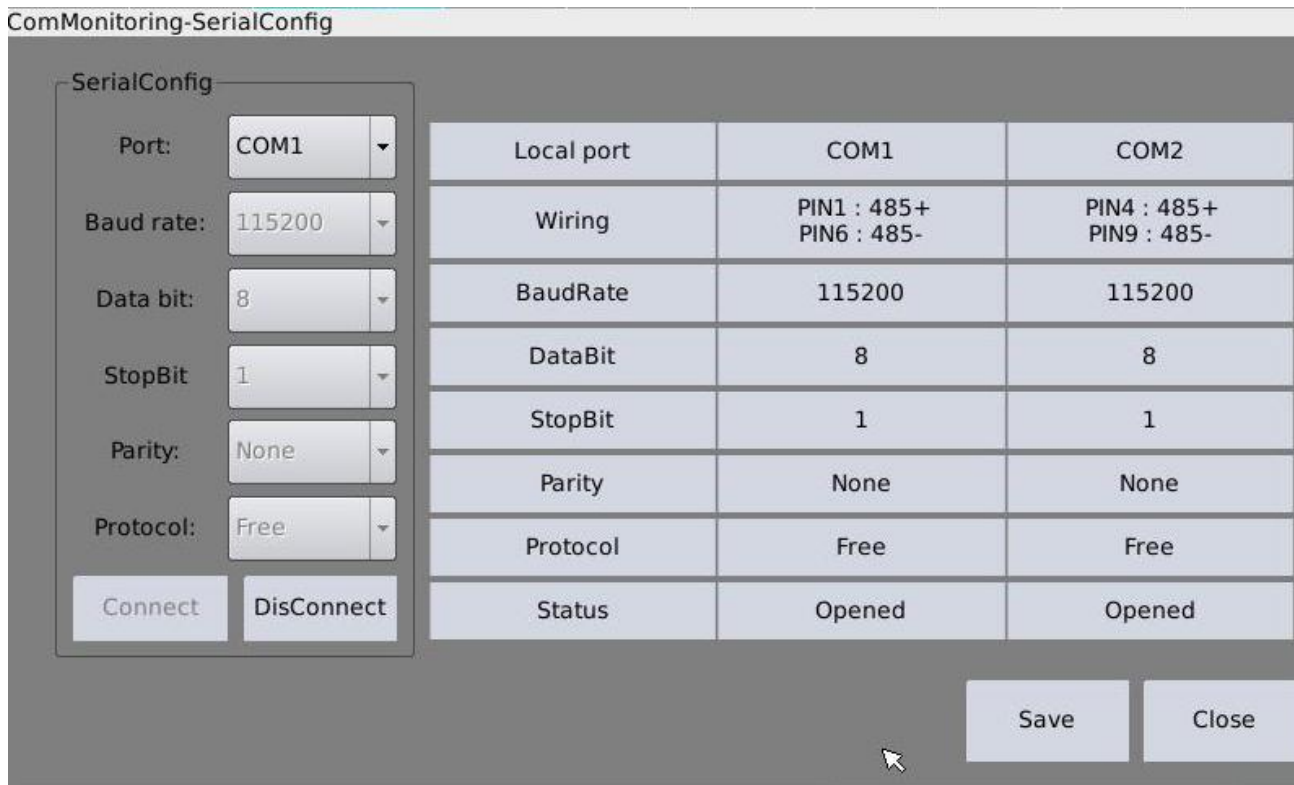 ComMonitoring-SerialConfig
SerialConfig
Port: COM1
Baud rate: 115200
Data bit: 8
StopBit 1
Parity: None
Protocol: Free
Connect DisConnect
Local port COM1 COM2
Wiring PIN1 : 485+ PIN4 : 485+
PIN6 : 485- PIN9 : 485-
BaudRate 115200 115200
DataBit 8 8
StopBit 1 1
Parity None None
Protocol Free Free
Status Opened Opened
Save Close